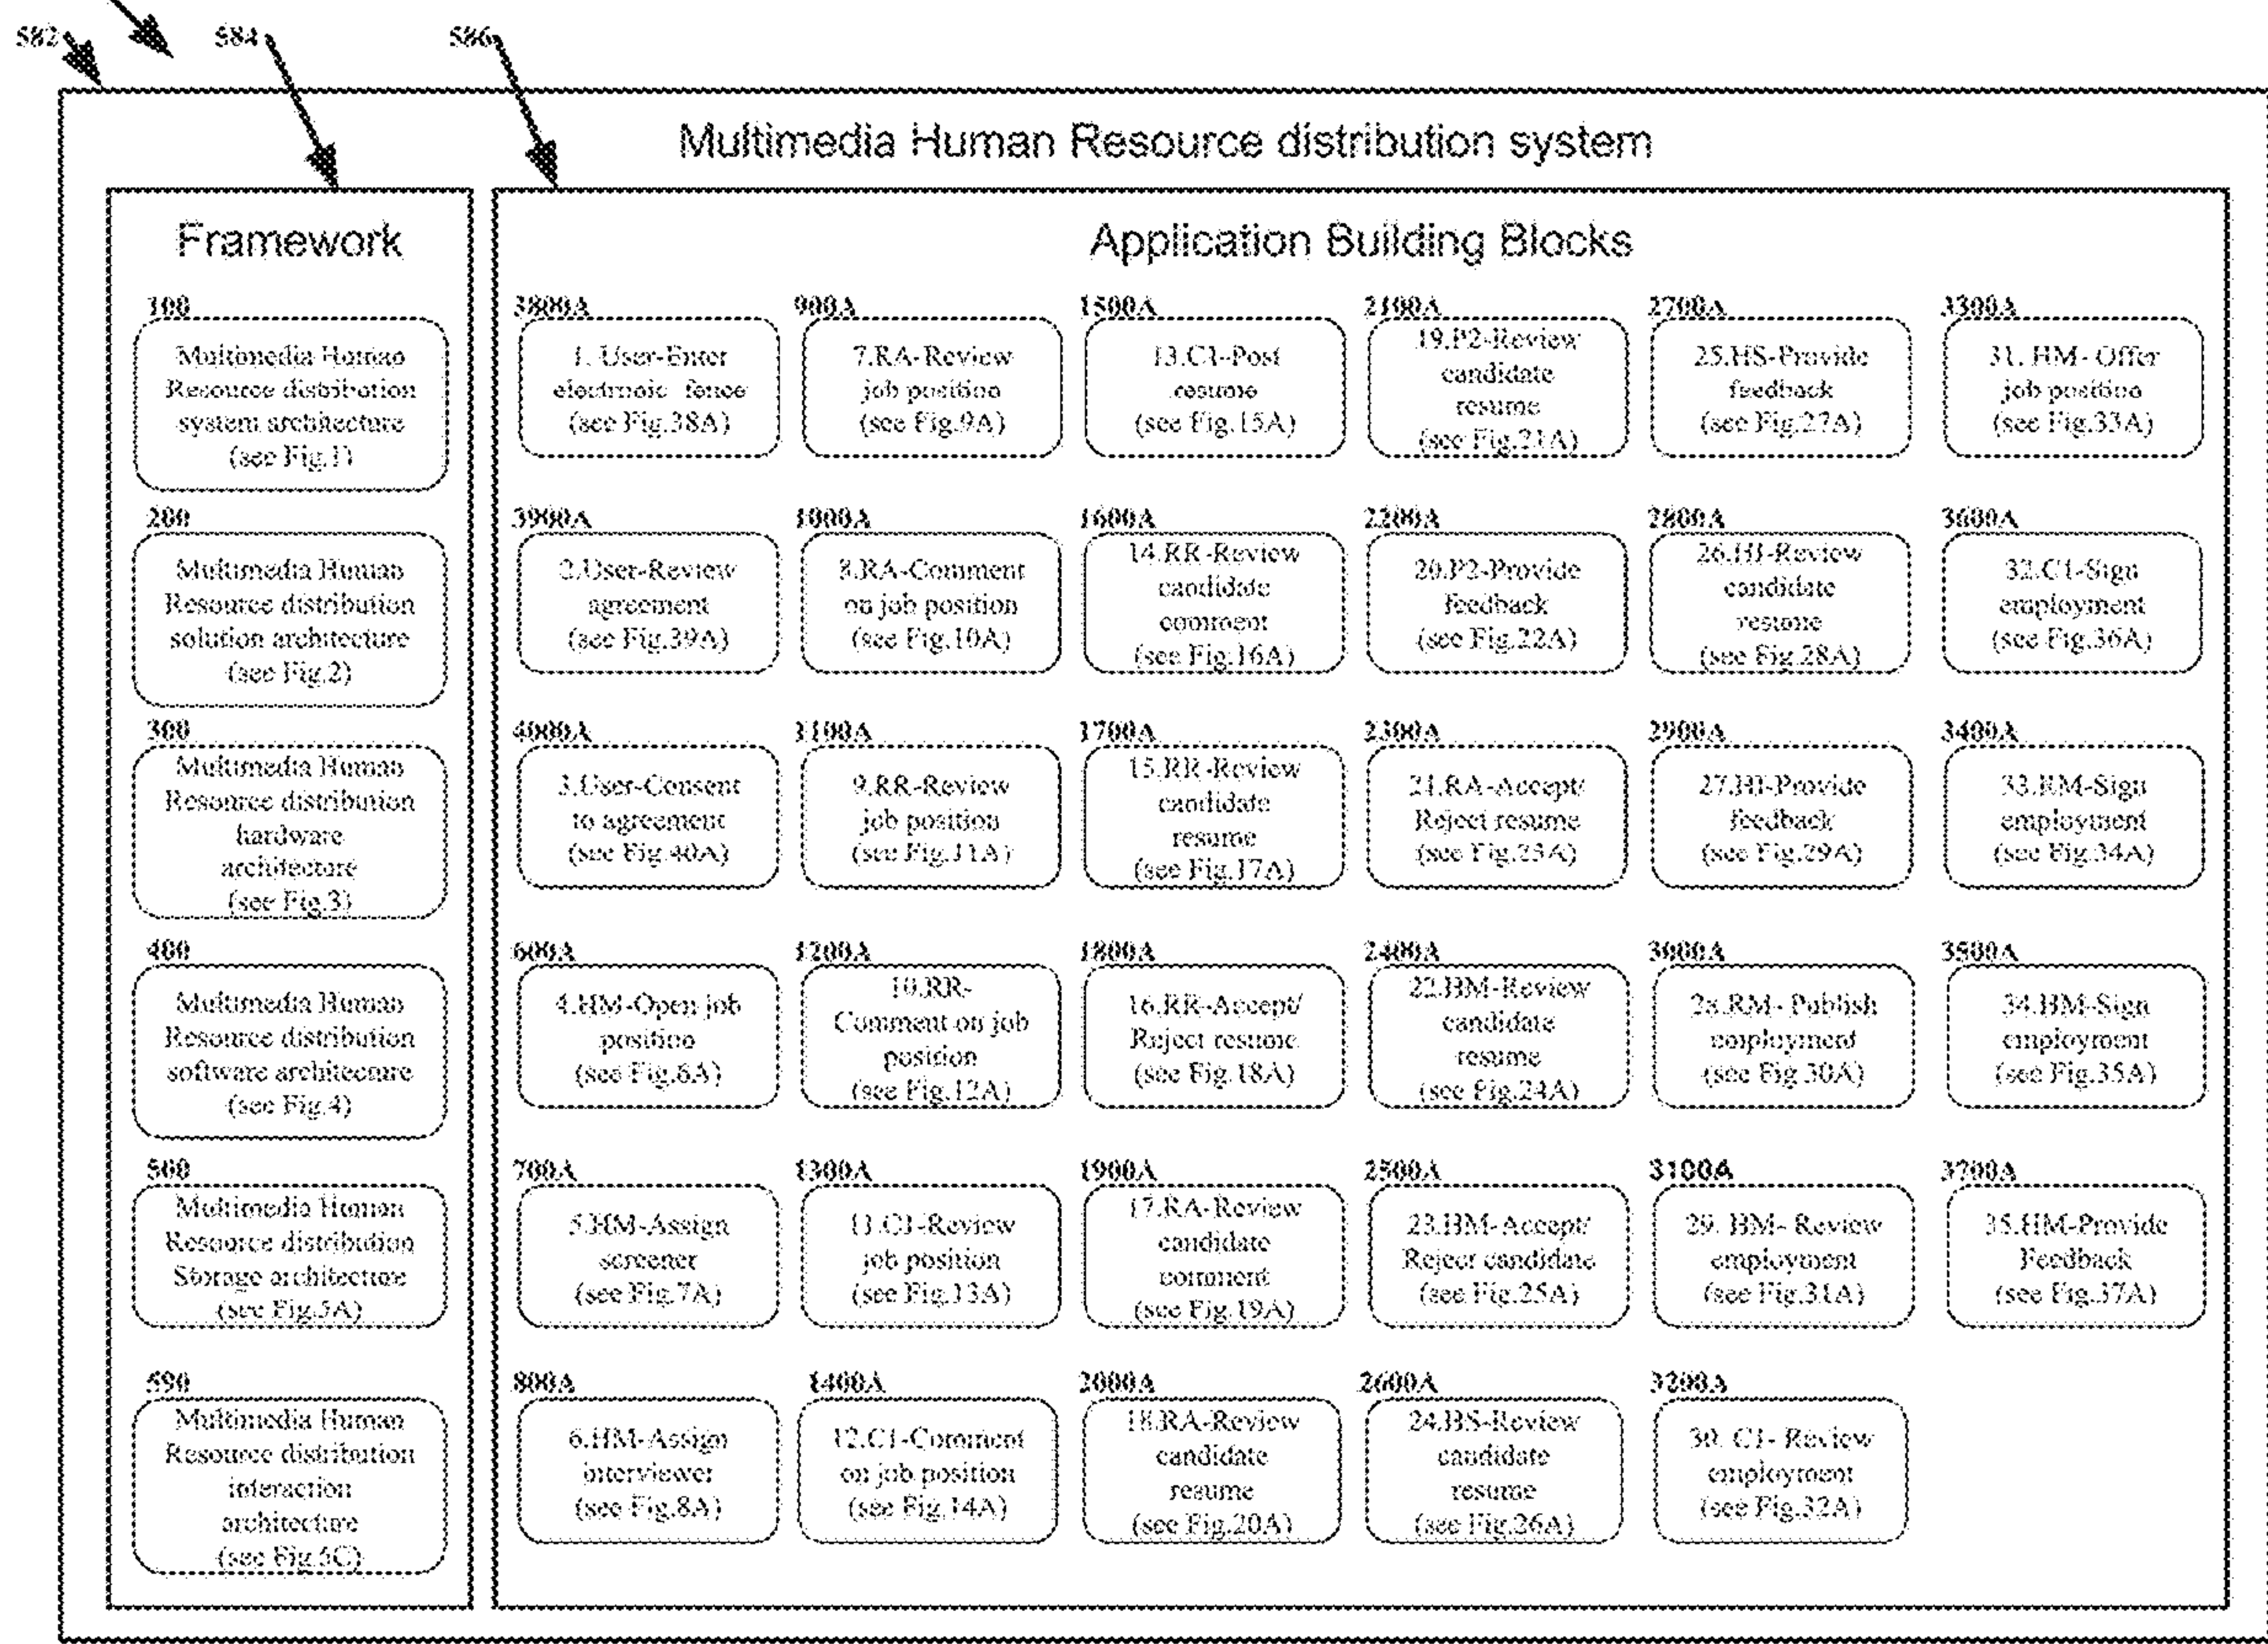 582
584
586
Multimedia Human Resource distribution system
Framework
100
Multimedia Human
Resource distribution
system architecture
(see Fig.1)
200
Multimedia Human
Resource distribution
solution architecture
(see Fig.2)
300
Multimedia Human
Resource distribution
hardware
architecture
(see Fig.3)
400
Multimedia Human
Resource distribution
software architecture
(see Fig.4)
500
Multimedia Human
Resource distribution
Storage architecture
(see Fig.5A)
590
Multimedia Human
Resource distribution
interaction
architecture
(see Fig.5C)
Application Building Blocks
3800A
1. User-Enter
electronic fence
(see Fig.38A)
900A
7.RA-Review
job position
(see Fig.9A)
1500A
13.C1-Post
resume
(see Fig.15A)
2100A
19.P2-Review
candidate
resume
(see Fig.21A)
2700A
25.HS-Provide
feedback
(see Fig.27A)
3300A
31. HM- Offer
job position
(see Fig.33A)
3900A
2.User-Review
agreement
(see Fig.39A)
1000A
8.RA-Comment
on job position
(see Fig.10A)
1600A
14.RR-Review
candidate
comment
(see Fig.16A)
2200A
20.P2-Provide
feedback
(see Fig.22A)
2800A
26.HI-Review
candidate
resume
(see Fig.28A)
3600A
32.C1-Sign
employment
(see Fig.36A)
4000A
3.User-Consent
to agreement
(see Fig.40A)
1100A
9.RR-Review
job position
(see Fig.11A)
1700A
15.RR-Review
candidate
resume
(see Fig.17A)
2300A
21.RA-Accept/
Reject resume
(see Fig.23A)
2900A
27.HI-Provide
feedback
(see Fig.29A)
3400A
33.RM-Sign
employment
(see Fig.34A)
600A
4.HM-Open job
position
(see Fig.6A)
1200A
10.RR-
Comment on job
position
(see Fig.12A)
1800A
16.RR-Accept/
Reject resume
(see Fig.18A)
2400A
22.HM-Review
candidate
resume
(see Fig.24A)
3000A
28.RM- Publish
employment
(see Fig.30A)
3500A
34.HM-Sign
employment
(see Fig.35A)
700A
5.HM-Assign
screener
(see Fig.7A)
1300A
11.C1-Review
job position
(see Fig.13A)
1900A
17.RA-Review
candidate
comment
(see Fig.19A)
2500A
23.HM-Accept/
Reject candidate
(see Fig.25A)
3100A
29. HM- Review
employment
(see Fig.31A)
3700A
35.HM-Provide
Feedback
(see Fig.37A)
800A
6.HM-Assign
interviewer
(see Fig.8A)
1400A
12.C1-Comment
on job position
(see Fig.14A)
2000A
18.RA-Review
candidate
resume
(see Fig.20A)
2600A
24.HS-Review
candidate
resume
(see Fig.26A)
3200A
30. C1- Review
employment
(see Fig.32A)